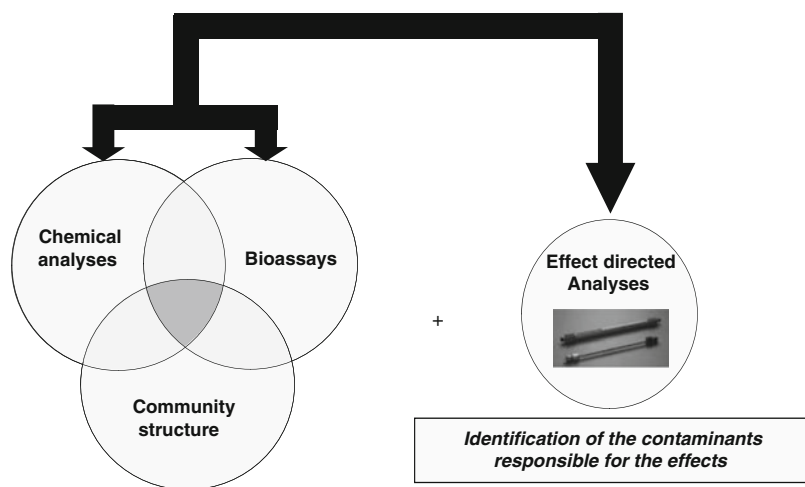 Chemical
analyses
Bioassays
Community
structure
+
Effect directed
Analyses
Identification of the contaminants
responsible for the effects